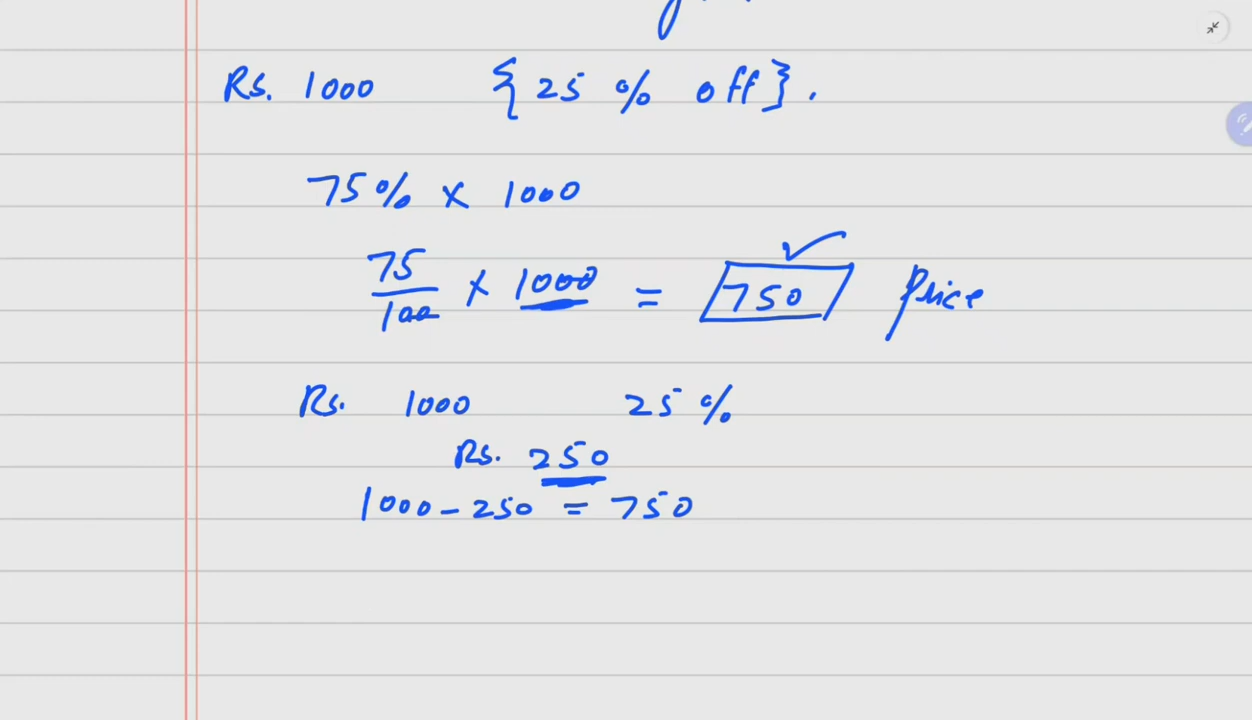 Rs. 1000 {25 % off}.
75% x 1000
75/100 x 1000 = 750 Price
Rs. 1000 25 %
Rs. 250
1000 - 250 = 750